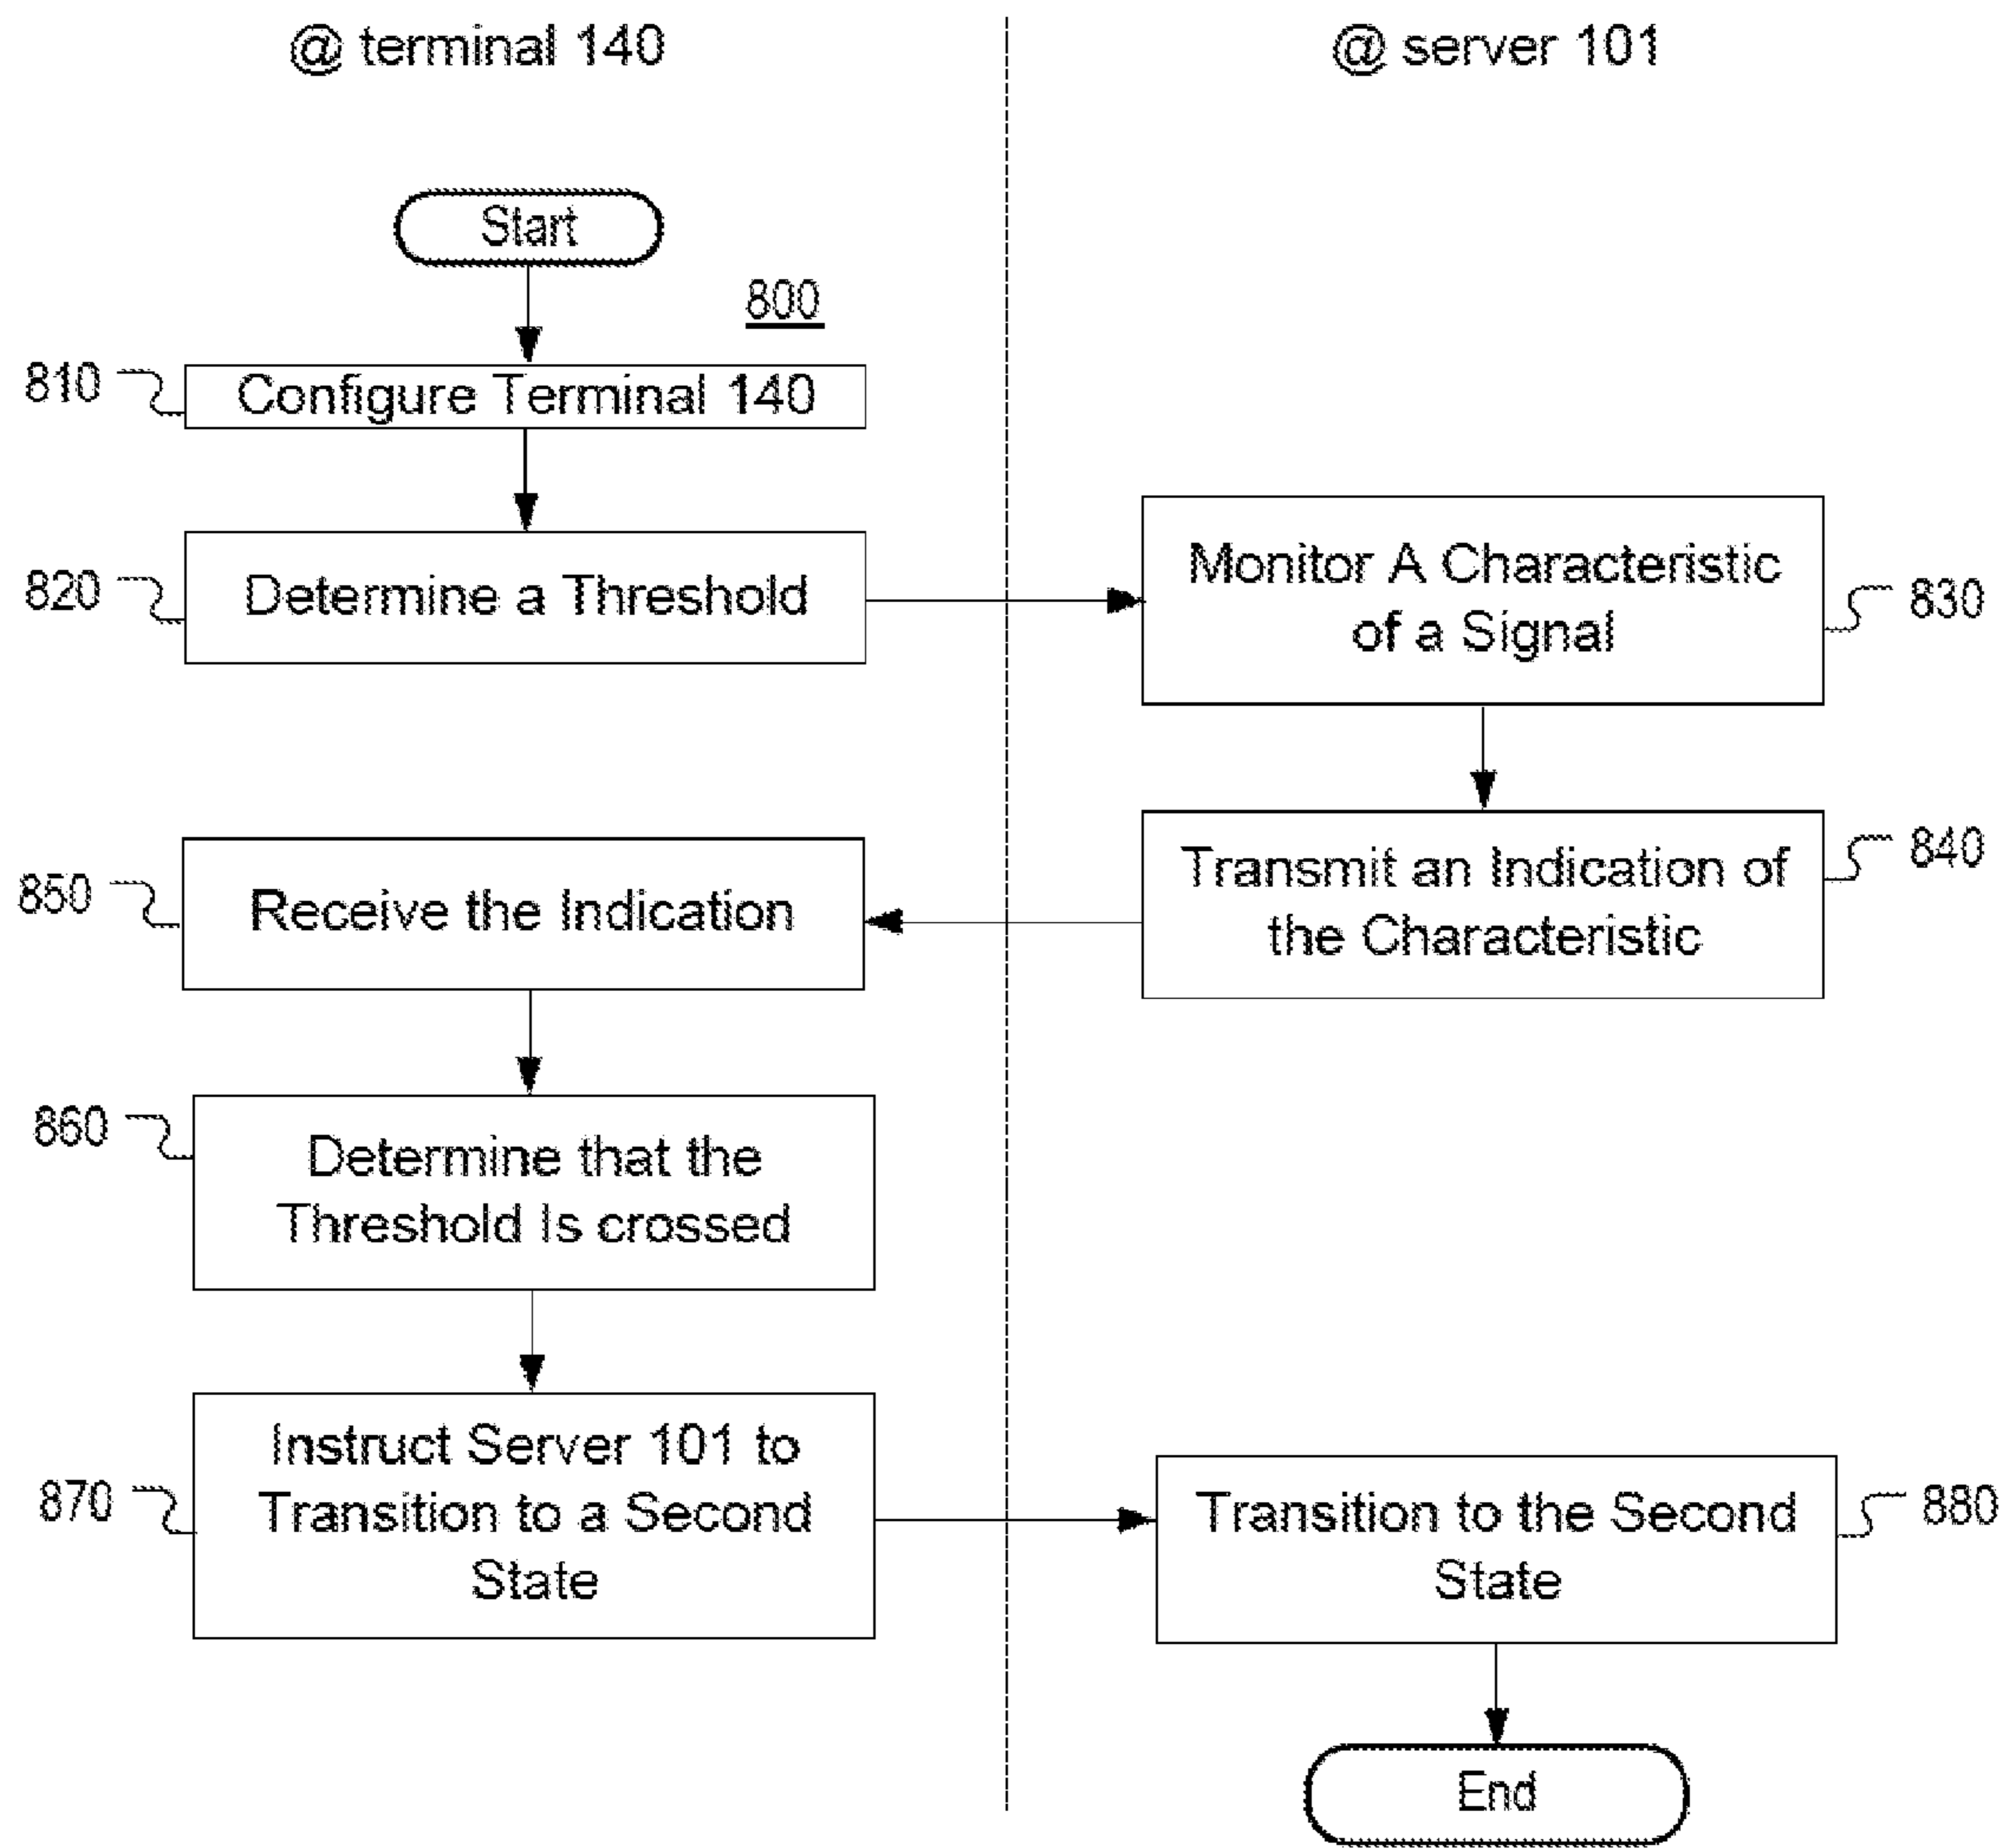 @ terminal 140
@ server 101
Start
800
810
Configure Terminal 140
820
Determine a Threshold
Monitor A Characteristic
of a Signal
830
Transmit an Indication of
the Characteristic
840
850
Receive the Indication
860
Determine that the
Threshold Is crossed
870
Instruct Server 101 to
Transition to a Second
State
Transition to the Second
State
880
End